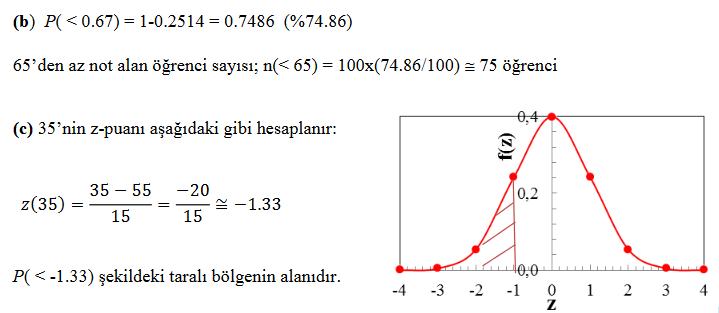 (b) P( < 0.67) = 1-0.2514 = 0.7486 (%74.86)
65’den az not alan öğrenci sayısı; n(< 65) = 100x(74.86/100) ≅ 75 öğrenci
(c) 35’nin z-puanı aşağıdaki gibi hesaplanır:
z(35) = (35 − 55)/15 = −20/15 ≅ −1.33
P( < -1.33) şekildeki taralı bölgenin alanıdır.
0,4
f(z)
0,2
0,0
-4 -3 -2 -1 0 1 2 3 4
z